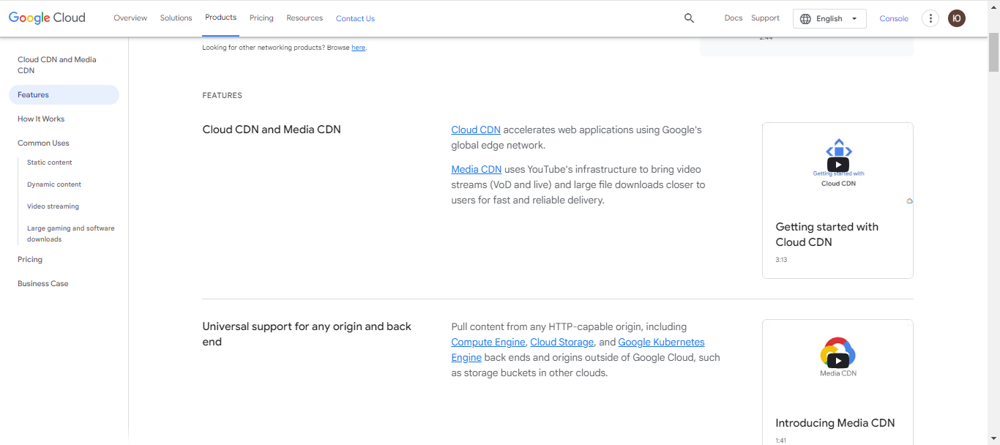 Google Cloud
Overview
Solutions
Products
Pricing
Resources
Contact Us
Docs
Support
English
Console
Ю
Cloud CDN and Media
CDN
Features
How It Works
Common Uses
Static content
Dynamic content
Video streaming
Large gaming and software
downloads
Pricing
Business Case
Looking for other networking products? Browse here.
2:44
FEATURES
Cloud CDN and Media CDN
Cloud CDN accelerates web applications using Google's
global edge network.
Media CDN uses YouTube's infrastructure to bring video
streams (VoD and live) and large file downloads closer to
users for fast and reliable delivery.
Getting started with
Cloud CDN
Getting started with
Cloud CDN
3:13
Universal support for any origin and back
end
Pull content from any HTTP-capable origin, including
Compute Engine, Cloud Storage, and Google Kubernetes
Engine back ends and origins outside of Google Cloud, such
as storage buckets in other clouds.
Media CDN
Introducing Media CDN
1:41